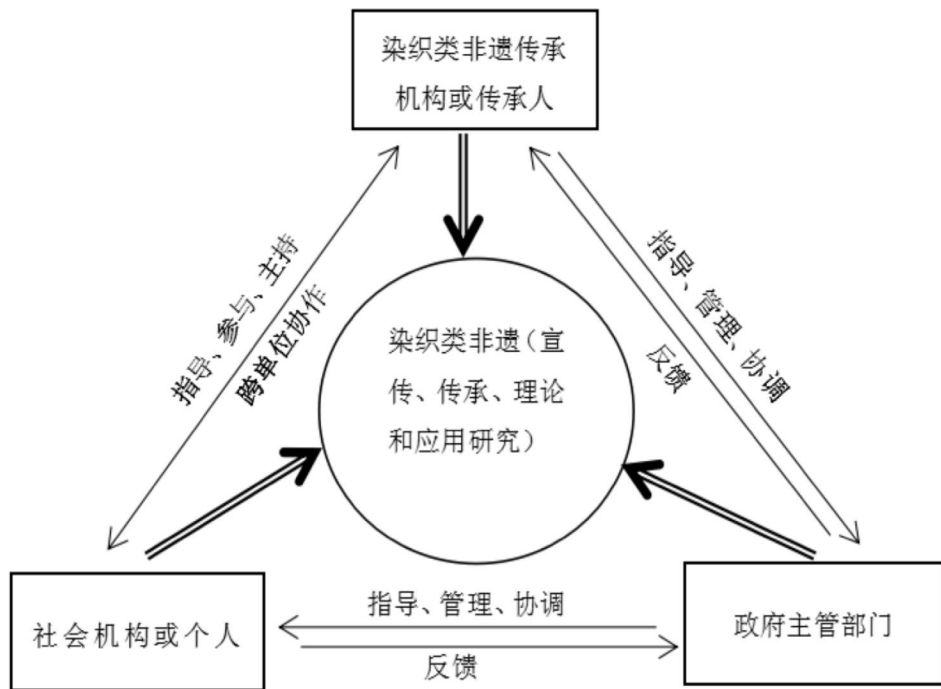 染织类非遗传承
机构或传承人
指导、参与、主持
跨单位协作
指导、管理、协调
反馈
染织类非遗（宣
传、传承、理论
和应用研究）
社会机构或个人
指导、管理、协调
反馈
政府主管部门